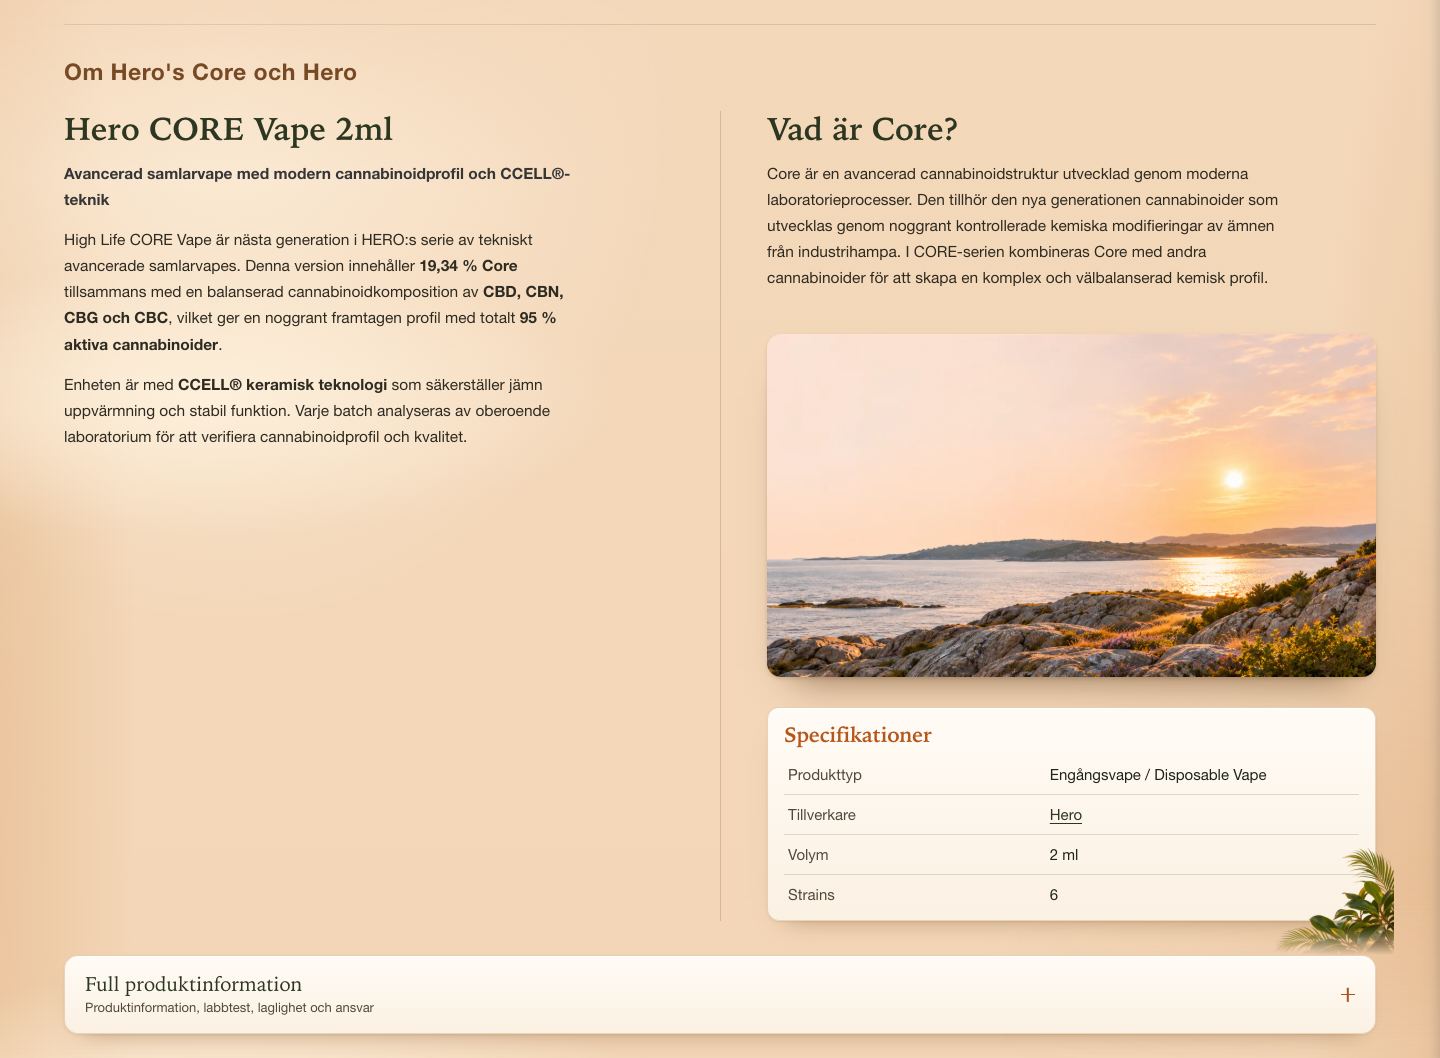 Om Hero's Core och Hero
Hero CORE Vape 2ml
Avancerad samlarvape med modern cannabinoidprofil och CCELL®-
teknik
High Life CORE Vape är nästa generation i HERO:s serie av tekniskt
avancerade samlarvapes. Denna version innehåller 19,34 % Core
tillsammans med en balanserad cannabinoidkomposition av CBD, CBN,
CBG och CBC, vilket ger en noggrant framtagen profil med totalt 95 %
aktiva cannabinoider.
Enheten är med CCELL® keramisk teknologi som säkerställer jämn
uppvärmning och stabil funktion. Varje batch analyseras av oberoende
laboratorium för att verifiera cannabinoidprofil och kvalitet.
Vad är Core?
Core är en avancerad cannabinoidstruktur utvecklad genom moderna
laboratorieprocesser. Den tillhör den nya generationen cannabinoider som
utvecklas genom noggrant kontrollerade kemiska modifieringar av ämnen
från industrihampa. I CORE-serien kombineras Core med andra
cannabinoider för att skapa en komplex och välbalanserad kemisk profil.
Specifikationer
Produkttyp Engångsvape / Disposable Vape
Tillverkare Hero
Volym 2 ml
Strains 6
Full produktinformation
Produktinformation, labbtest, laglighet och ansvar